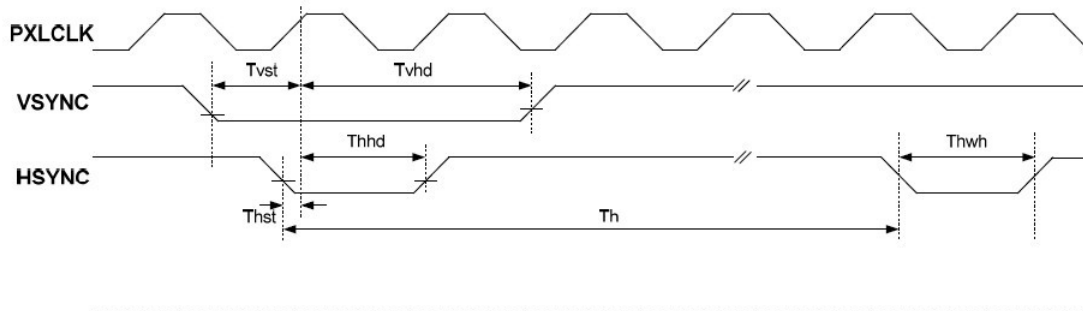 PXLCLK
Tvst
Tvhd
VSYNC
Thhd
Thwh
HSYNC
Thst
Th